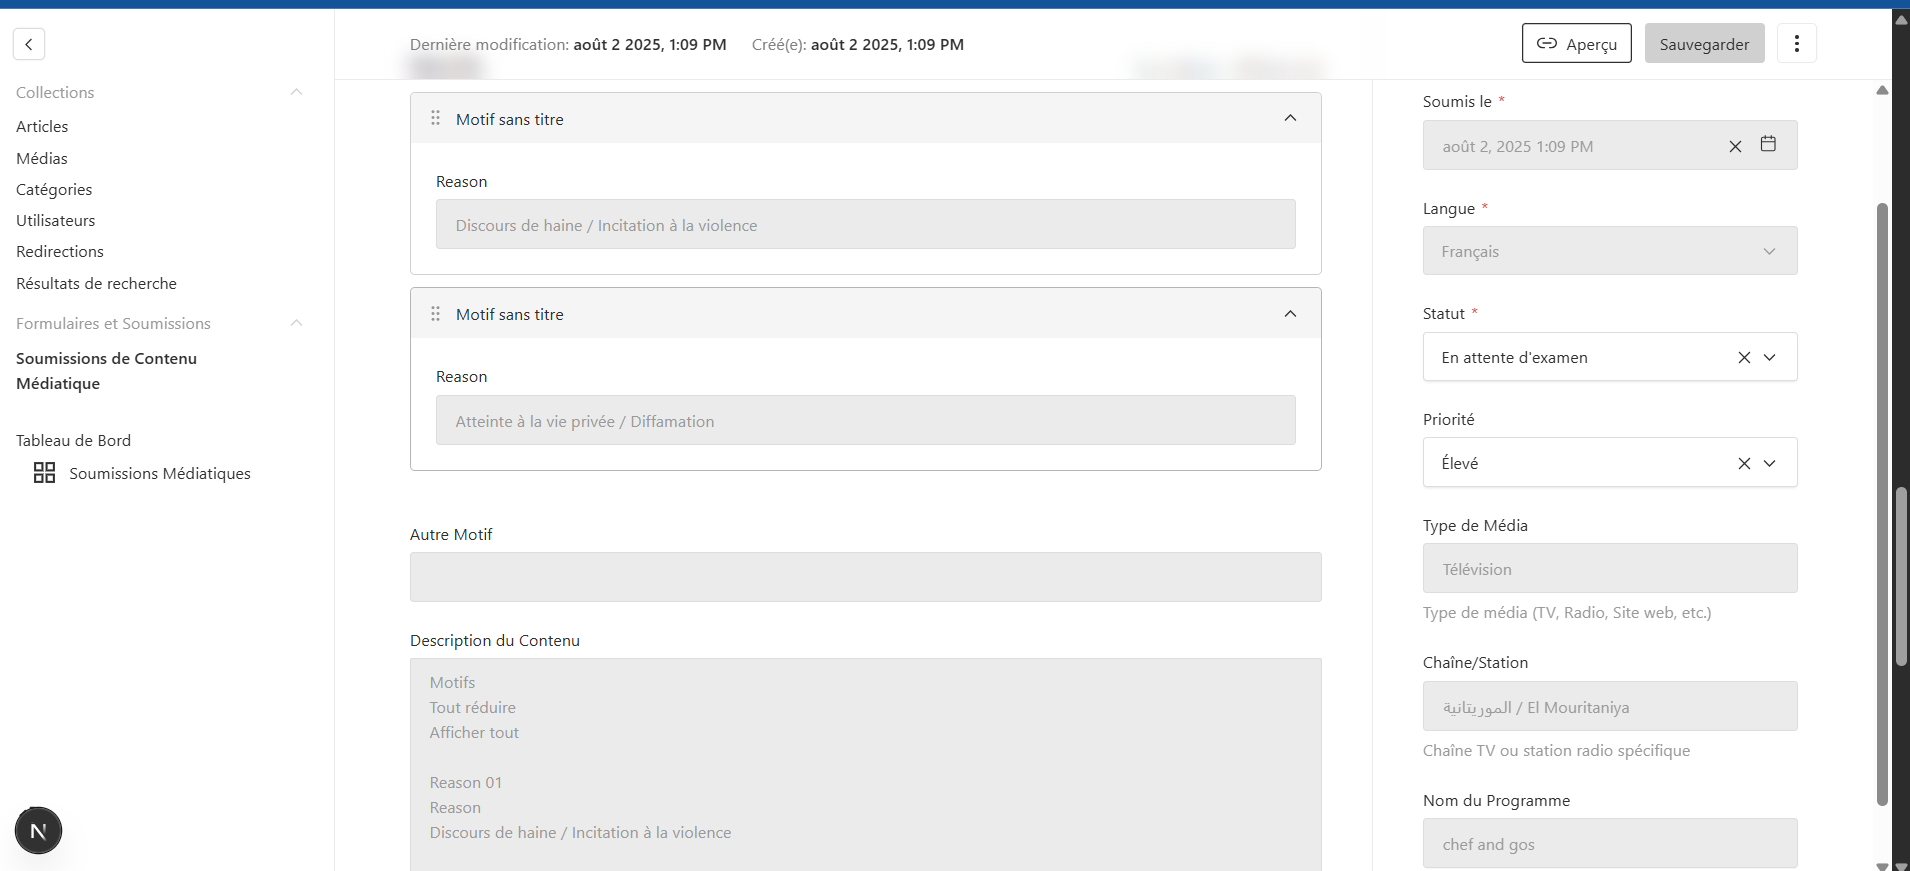 Dernière modification: août 2 2025, 1:09 PM Créé(e): août 2 2025, 1:09 PM
Aperçu
Sauvegarder
Collections
Articles
Médias
Catégories
Utilisateurs
Redirections
Résultats de recherche
Formulaires et Soumissions
Soumissions de Contenu
Médiatique
Tableau de Bord
Soumissions Médiatiques
N
Motif sans titre
Reason
Discours de haine / Incitation à la violence
Motif sans titre
Reason
Atteinte à la vie privée / Diffamation
Autre Motif
Description du Contenu
Motifs
Tout réduire
Afficher tout
Reason 01
Reason
Discours de haine / Incitation à la violence
Soumis le *
août 2, 2025 1:09 PM
Langue *
Français
Statut *
En attente d'examen
Priorité
Élevé
Type de Média
Télévision
Type de média (TV, Radio, Site web, etc.)
Chaîne/Station
الموريتانية / El Mouritaniya
Chaîne TV ou station radio spécifique
Nom du Programme
chef and gos